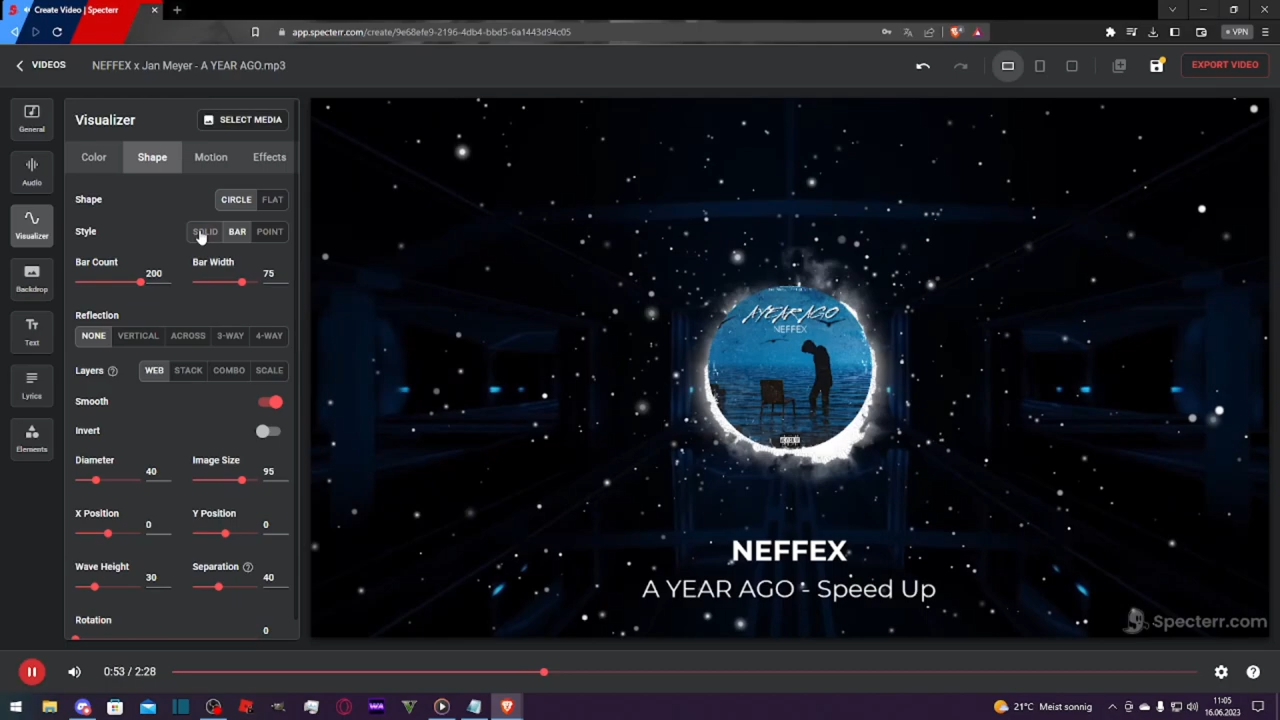 Create Video | Specterr
app.specterr.com/create/9e68efe9-2196-4db4-bbd5-6a1443d94c05
VPN
VIDEOS
NEFFEX x Jan Meyer - A YEAR AGO.mp3
EXPORT VIDEO
General
Audio
Visualizer
Backdrop
Text
Lyrics
Elements
Visualizer
SELECT MEDIA
Color
Shape
Motion
Effects
Shape
CIRCLE
FLAT
Style
SOLID
BAR
POINT
Bar Count
200
Bar Width
75
Reflection
NONE
VERTICAL
ACROSS
3-WAY
4-WAY
Layers
WEB
STACK
COMBO
SCALE
Smooth
Invert
Diameter
40
Image Size
95
X Position
0
Y Position
0
Wave Height
30
Separation
40
Rotation
0
A YEAR AGO
NEFFEX
NEFFEX
A YEAR AGO - Speed Up
Specterr.com
0:53 / 2:28
WA
21°C Meist sonnig
11:05
16.06.2023